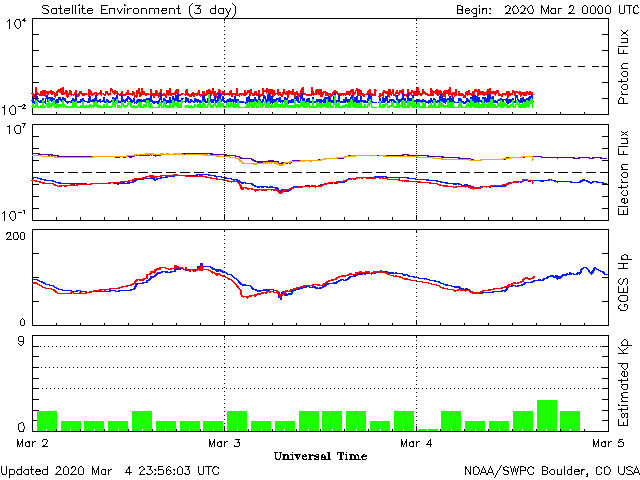 Satellite Environment (3 day)
Begin: 2020 Mar 2 0000 UTC
10^4
10^-2
Proton Flux
10^7
10^-1
Electron Flux
200
0
GOES Hp
9
0
Estimated Kp
Mar 2
Mar 3
Mar 4
Mar 5
Universal Time
Updated 2020 Mar 4 23:56:03 UTC
NOAA/SWPC Boulder, CO USA